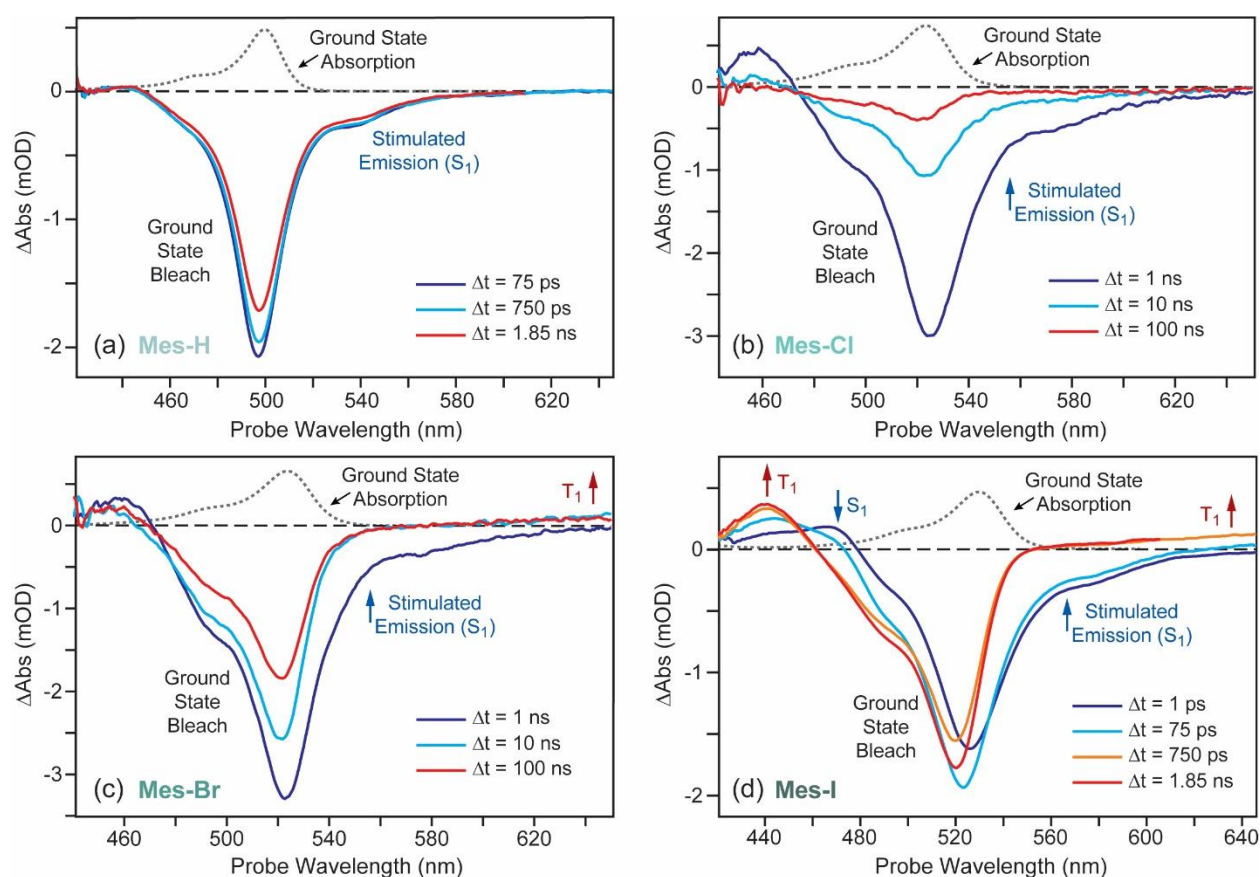 Ground State
Absorption
Stimulated
Emission (S1)
Ground
State
Bleach
Δt = 75 ps
Δt = 750 ps
Δt = 1.85 ns
(a) Mes-H
ΔAbs (mOD)
0
-1
-2
460 500 540 580 620
Probe Wavelength (nm)
Ground State
Absorption
Stimulated
Emission (S1)
Ground
State
Bleach
Δt = 1 ns
Δt = 10 ns
Δt = 100 ns
(b) Mes-Cl
ΔAbs (mOD)
0
-1
-2
-3
460 500 540 580 620
Probe Wavelength (nm)
Ground State
Absorption
T1
Stimulated
Emission (S1)
Ground
State
Bleach
Δt = 1 ns
Δt = 10 ns
Δt = 100 ns
(c) Mes-Br
ΔAbs (mOD)
0
-1
-2
-3
460 500 540 580 620
Probe Wavelength (nm)
T1
S1
Ground State
Absorption
T1
Stimulated
Emission (S1)
Ground
State
Bleach
Δt = 1 ps
Δt = 75 ps
Δt = 750 ps
Δt = 1.85 ns
(d) Mes-I
ΔAbs (mOD)
0
-1
-2
440 480 520 560 600 640
Probe Wavelength (nm)